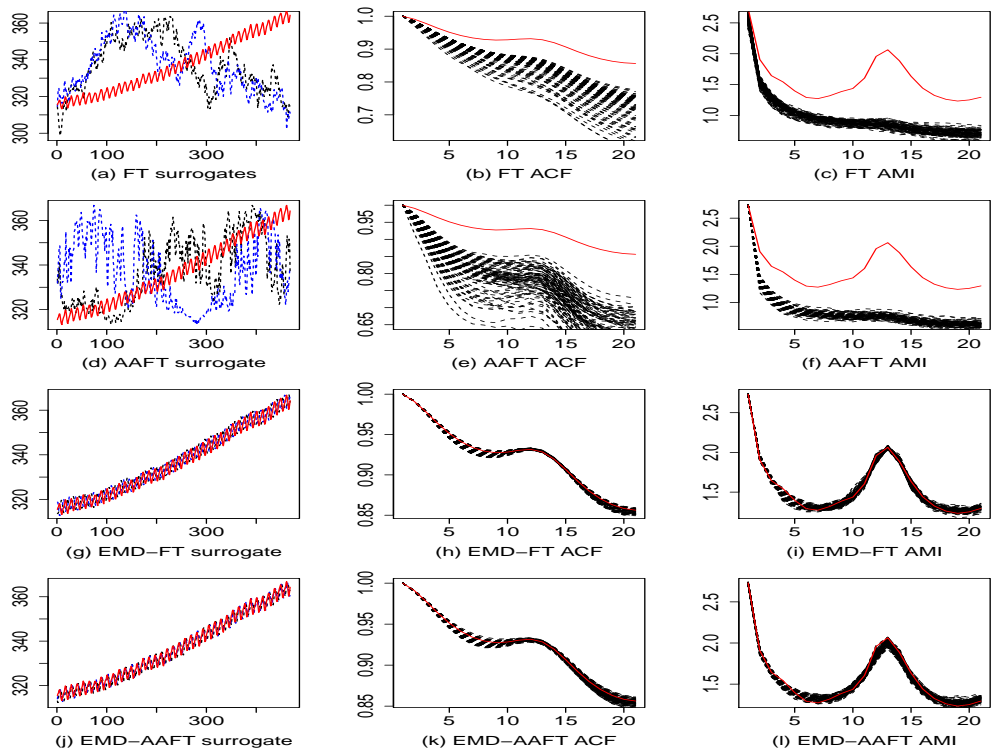 360
340
320
300
0 100 300
(a) FT surrogates
1.0
0.9
0.8
0.7
5 10 15 20
(b) FT ACF
2.5
2.0
1.5
1.0
5 10 15 20
(c) FT AMI
360
340
320
0 100 300
(d) AAFT surrogate
0.95
0.80
0.65
5 10 15 20
(e) AAFT ACF
2.5
2.0
1.5
1.0
5 10 15 20
(f) AAFT AMI
360
340
320
0 100 300
(g) EMD-FT surrogate
1.00
0.95
0.90
0.85
5 10 15 20
(h) EMD-FT ACF
2.5
2.0
1.5
5 10 15 20
(i) EMD-FT AMI
360
340
320
0 100 300
(j) EMD-AAFT surrogate
1.00
0.95
0.90
0.85
5 10 15 20
(k) EMD-AAFT ACF
2.5
2.0
1.5
5 10 15 20
(l) EMD-AAFT AMI